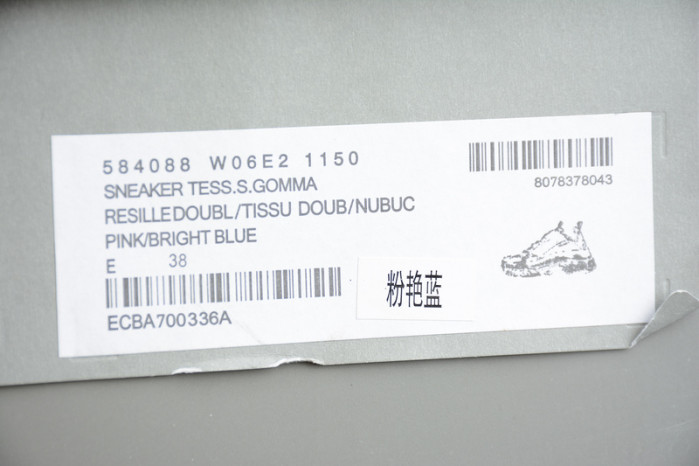 584088 W06E2 1150
SNEAKER TESS.S.GOMMA
RESILLEDOUBL/TISSU DOUB/NUBUC
PINK/BRIGHT BLUE
E 38
ECBA700336A
8078378043
粉艳蓝